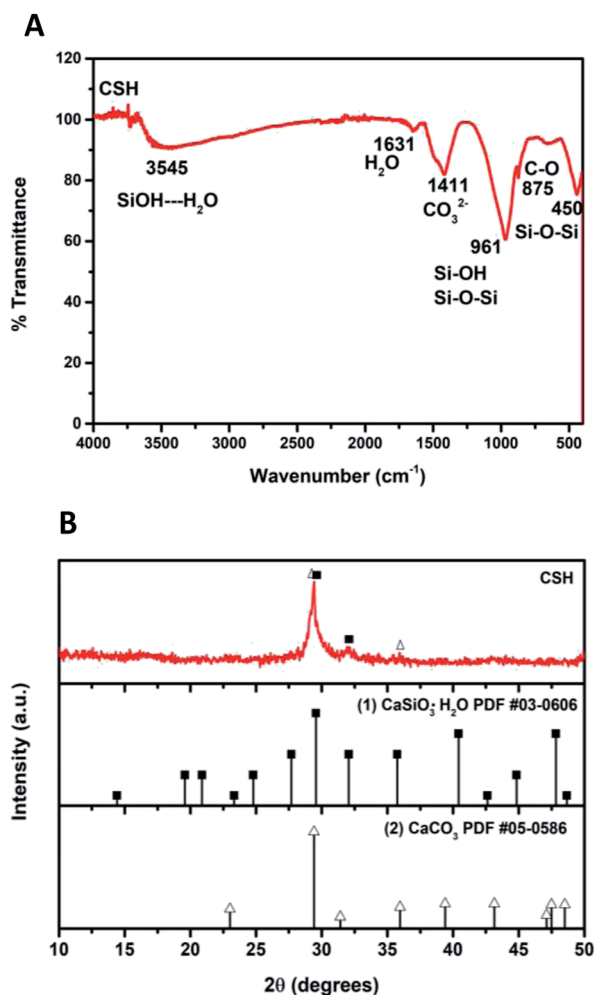 A
120
100
80
60
40
20
0
% Transmittance
CSH
3545
SiOH---H₂O
1631
H₂O
1411
CO₃²⁻
961
Si-OH
Si-O-Si
C-O
875
450
Si-O-Si
4000 3500 3000 2500 2000 1500 1000 500
Wavenumber (cm⁻¹)
B
CSH
Intensity (a.u.)
(1) CaSiO₃·H₂O PDF #03-0606
(2) CaCO₃ PDF #05-0586
10 15 20 25 30 35 40 45 50
2θ (degrees)